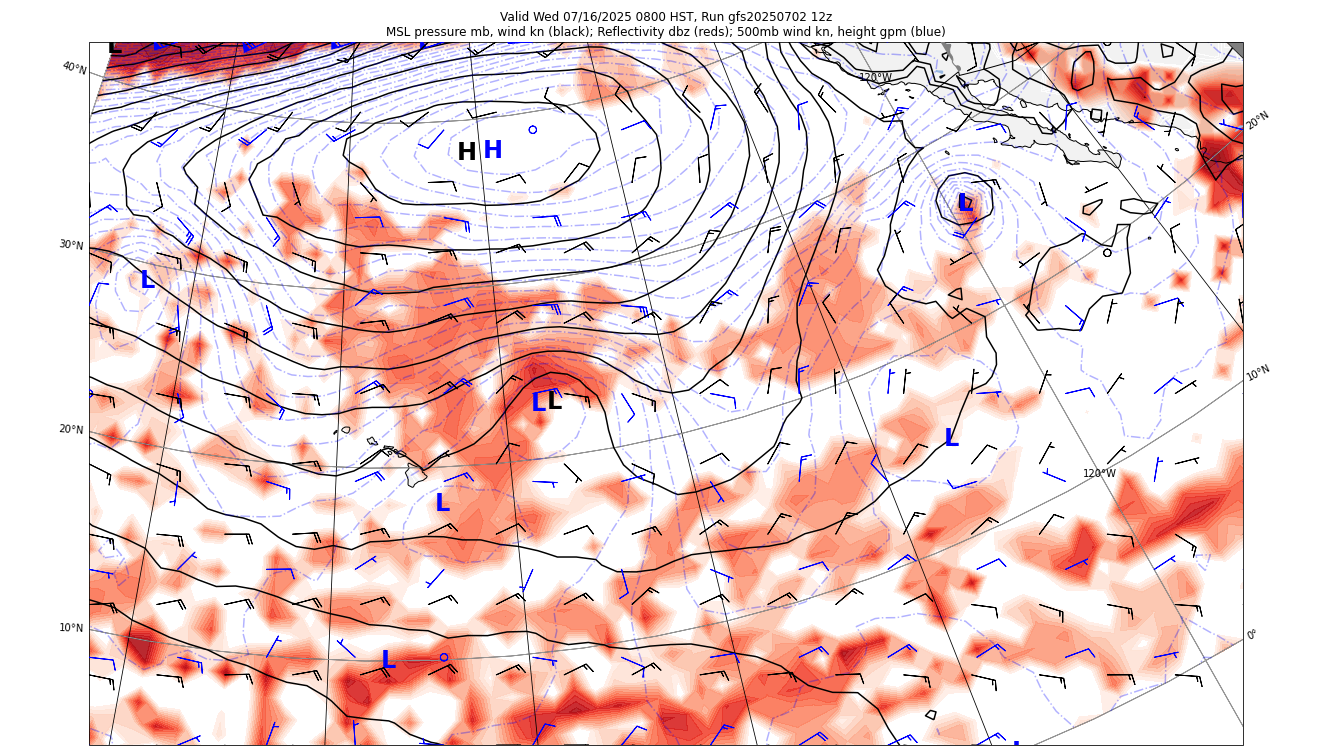 Valid Wed 07/16/2025 0800 HST, Run gfs20250702 12z
MSL pressure mb, wind kn (black); Reflectivity dbz (reds); 500mb wind kn, height gpm (blue)
L
40°N
120°W
20°N
H H
L
30°N
L
10°N
L L
20°N
L
120°W
L
10°N
0°
L